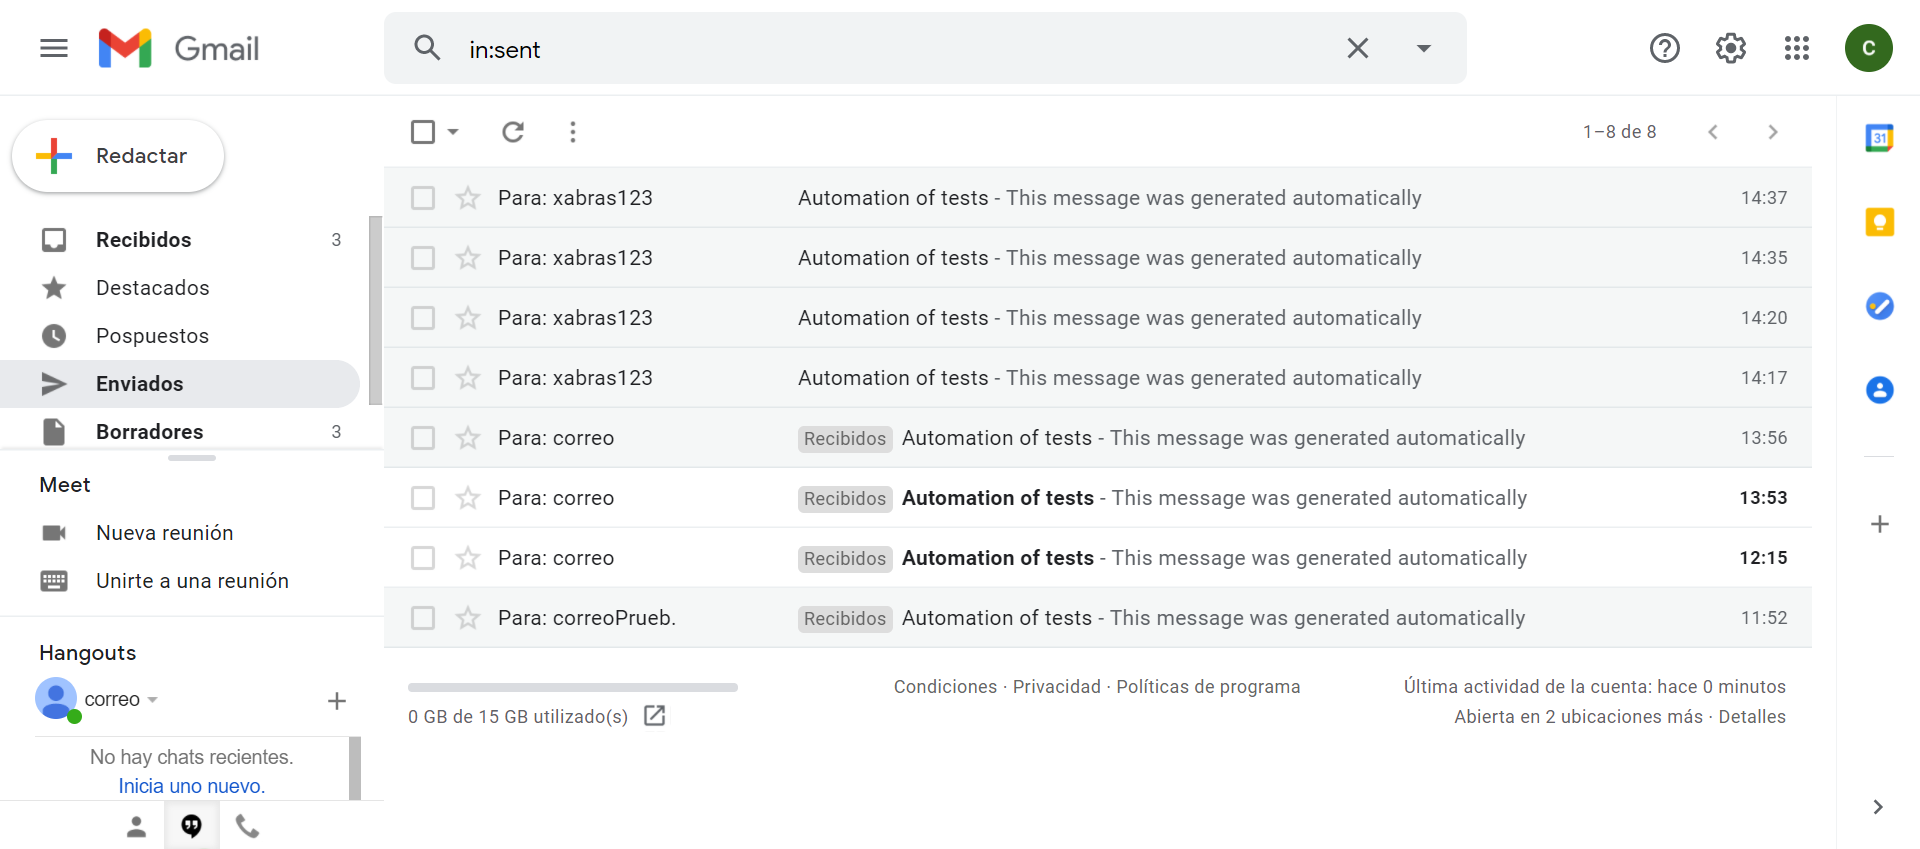 Gmail
in:sent
C
Redactar
1–8 de 8
31
Recibidos 3
Destacados
Pospuestos
Enviados
Borradores 3
Para: xabras123 Automation of tests - This message was generated automatically 14:37
Para: xabras123 Automation of tests - This message was generated automatically 14:35
Para: xabras123 Automation of tests - This message was generated automatically 14:20
Para: xabras123 Automation of tests - This message was generated automatically 14:17
Para: correo Recibidos Automation of tests - This message was generated automatically 13:56
Para: correo Recibidos Automation of tests - This message was generated automatically 13:53
Para: correo Recibidos Automation of tests - This message was generated automatically 12:15
Para: correoPrueb. Recibidos Automation of tests - This message was generated automatically 11:52
Meet
Nueva reunión
Unirte a una reunión
Hangouts
correo
No hay chats recientes.
Inicia uno nuevo.
0 GB de 15 GB utilizado(s)
Condiciones · Privacidad · Políticas de programa
Última actividad de la cuenta: hace 0 minutos
Abierta en 2 ubicaciones más · Detalles